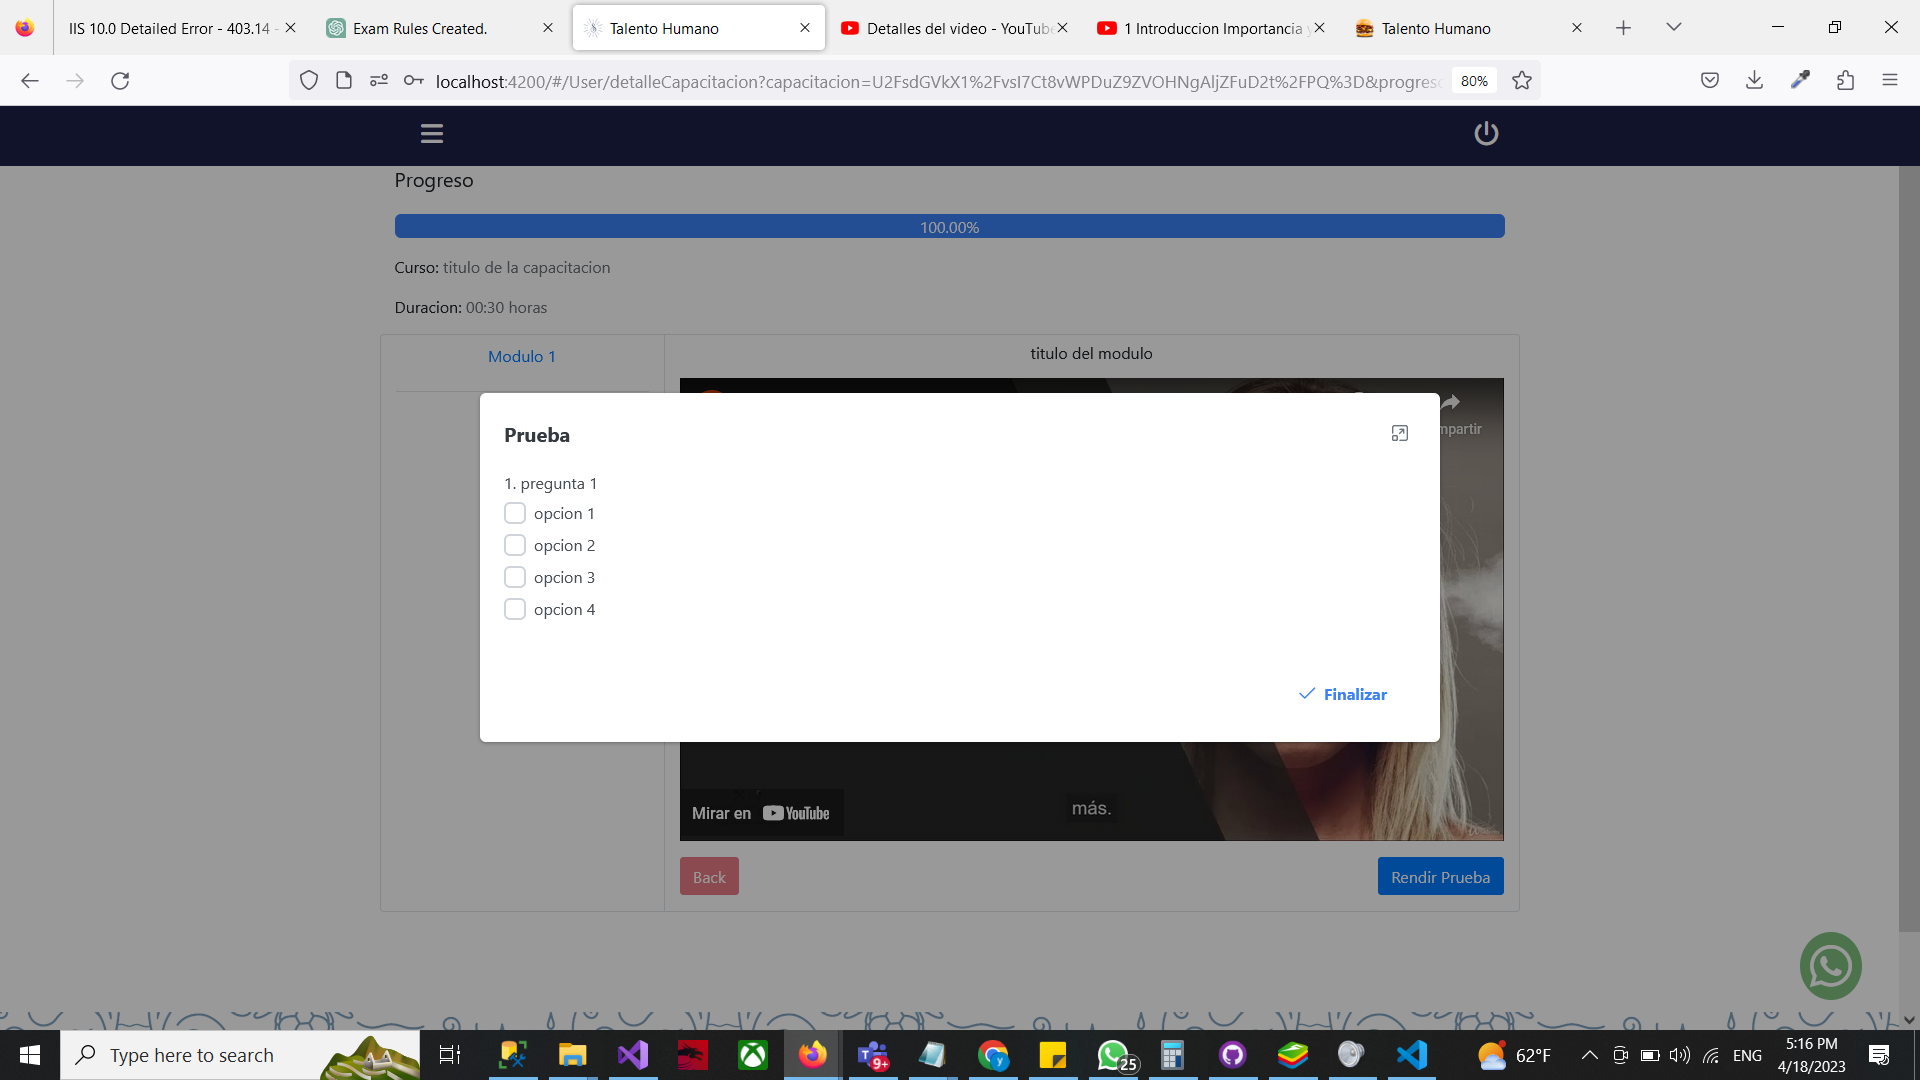 IIS 10.0 Detailed Error - 403.14 -
Exam Rules Created.
Talento Humano
Detalles del video - YouTube
1 Introduccion Importancia y
Talento Humano
localhost:4200/#/User/detalleCapacitacion?capacitacion=U2FsdGVkX1%2FvsI7Ct8vWPDuZ9ZVOHNgAljZFuD2t%2FPQ%3D&progreso
80%
Progreso
100.00%
Curso: titulo de la capacitacion
Duracion: 00:30 horas
Modulo 1
titulo del modulo
mpartir
Prueba
1. pregunta 1
opcion 1
opcion 2
opcion 3
opcion 4
Finalizar
más.
Mirar en YouTube
Back
Rendir Prueba
Type here to search
9+
25
62°F
ENG
5:16 PM
4/18/2023